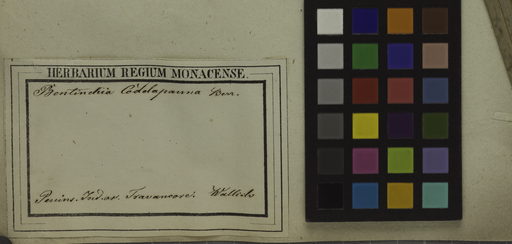 HERBARIUM REGIUM MONACENSE.
Bentinckia Coddapanna Berr.
Penins. Ind. or. Travancore. Wallich